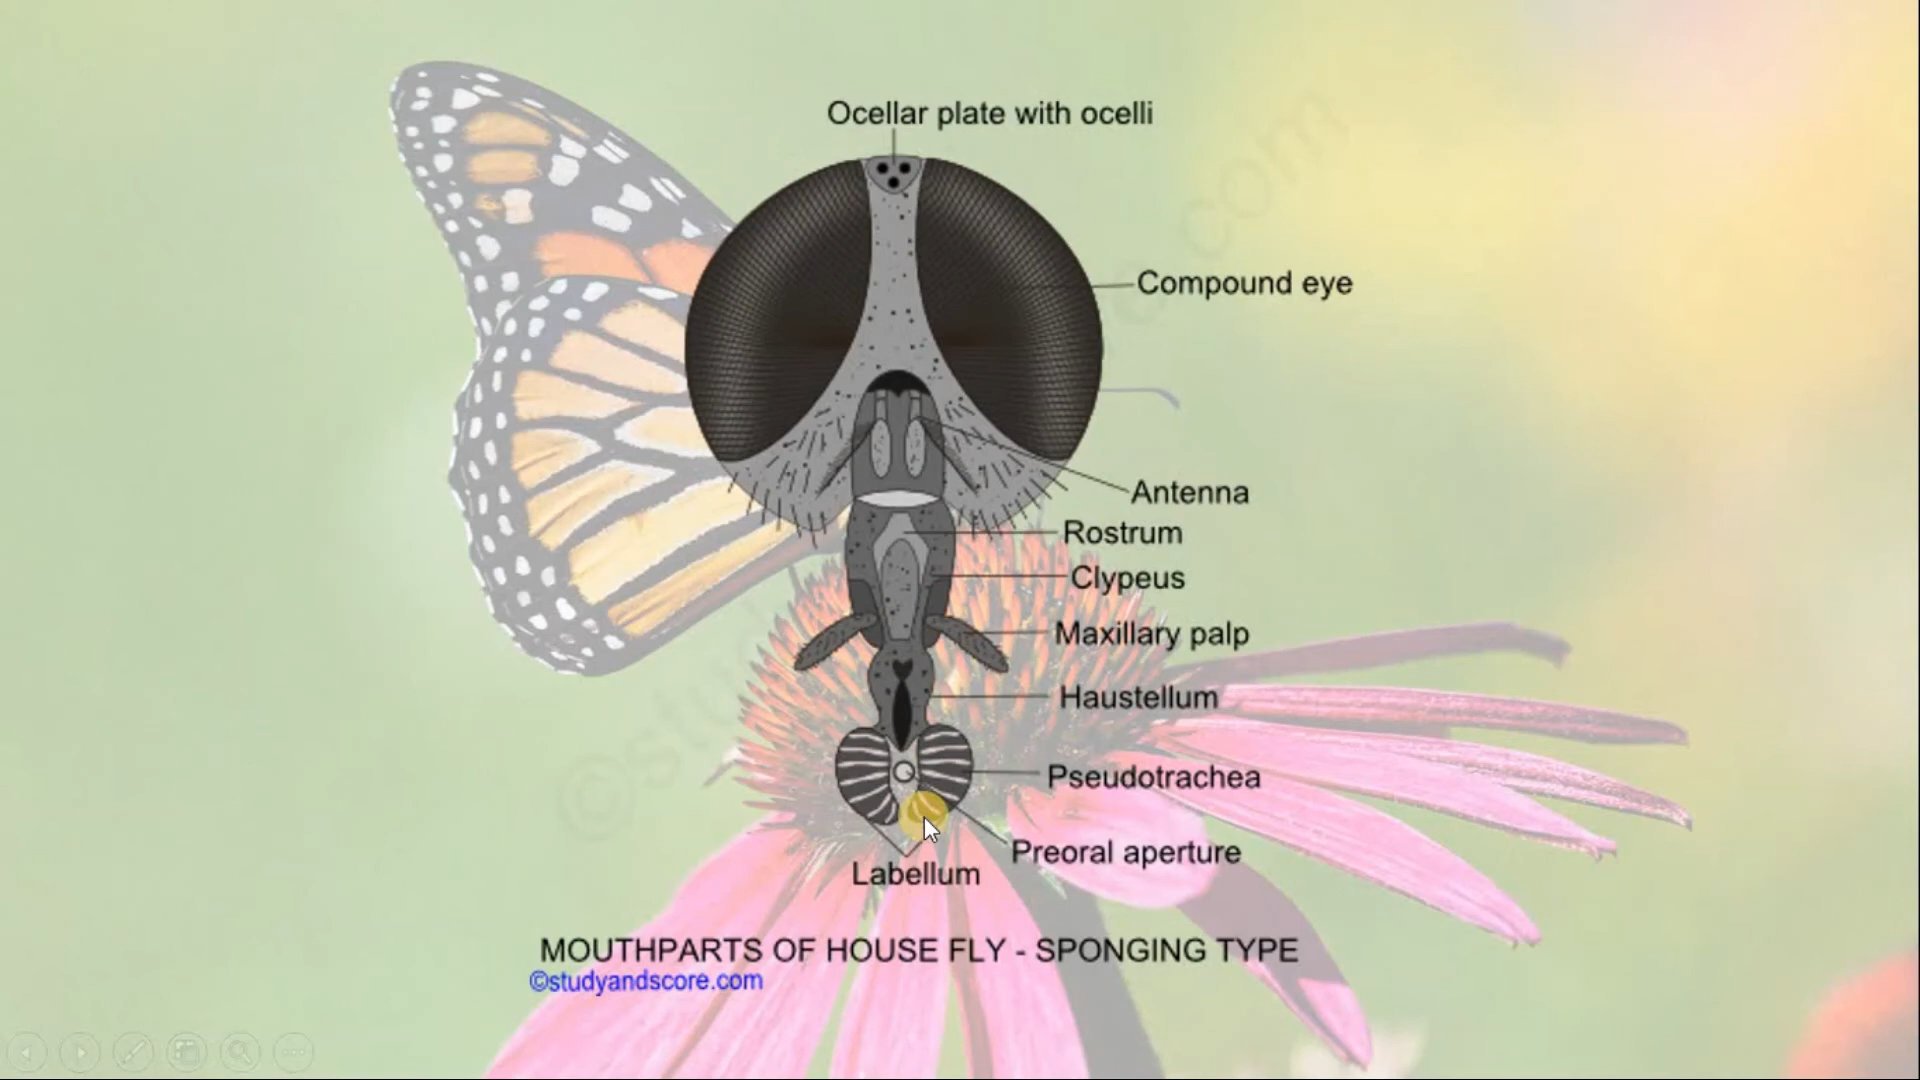 Ocellar plate with ocelli
Compound eye
Antenna
Rostrum
Clypeus
Maxillary palp
Haustellum
Pseudotrachea
Preoral aperture
Labellum
MOUTHPARTS OF HOUSE FLY - SPONGING TYPE
©studyandscore.com